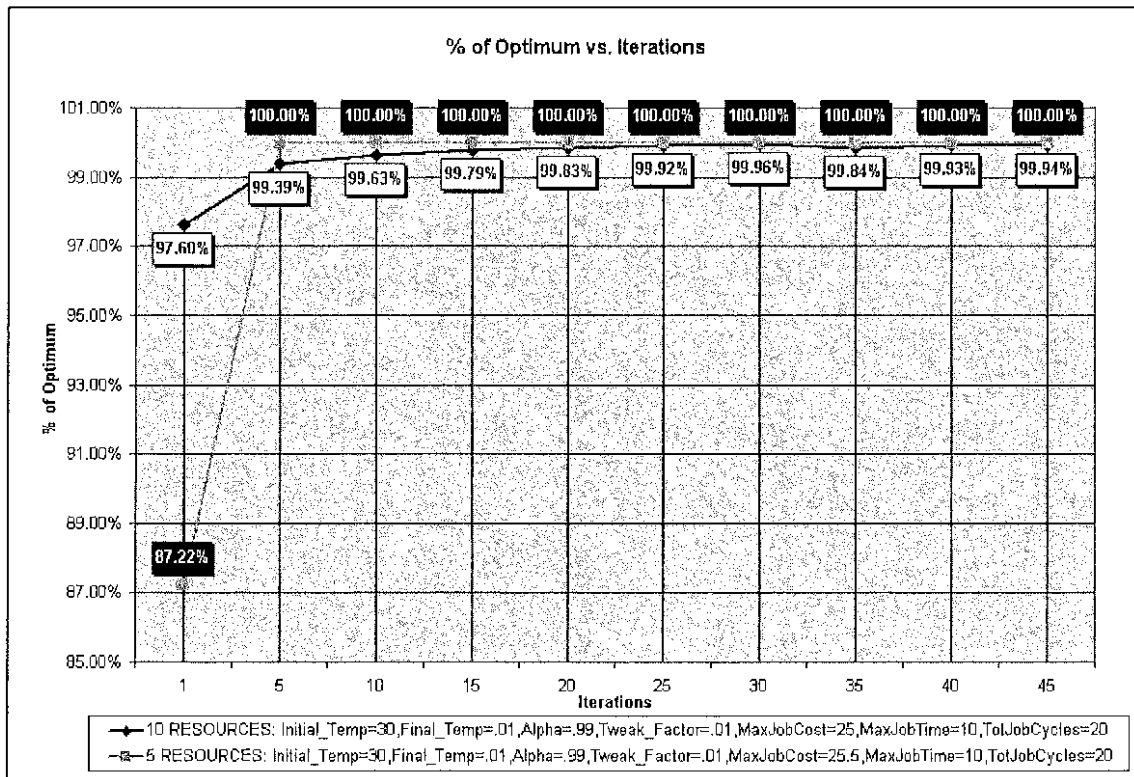 % of Optimum vs. Iterations
101.00%
99.00%
97.00%
95.00%
93.00%
91.00%
89.00%
87.00%
85.00%
% of Optimum
100.00% 100.00% 100.00% 100.00% 100.00% 100.00% 100.00% 100.00% 100.00%
99.39% 99.63% 99.79% 99.83% 99.92% 99.96% 99.84% 99.93% 99.94%
97.60%
87.22%
1 5 10 15 20 25 30 35 40 45
Iterations
10 RESOURCES: Initial_Temp=30,Final_Temp=.01,Alpha=.99,Tweak_Factor=.01,MaxJobCost=25,MaxJobTime=10,TotJobCycles=20
5 RESOURCES: Initial_Temp=30,Final_Temp=.01,Alpha=.99,Tweak_Factor=.01,MaxJobCost=25.5,MaxJobTime=10,TotJobCycles=20